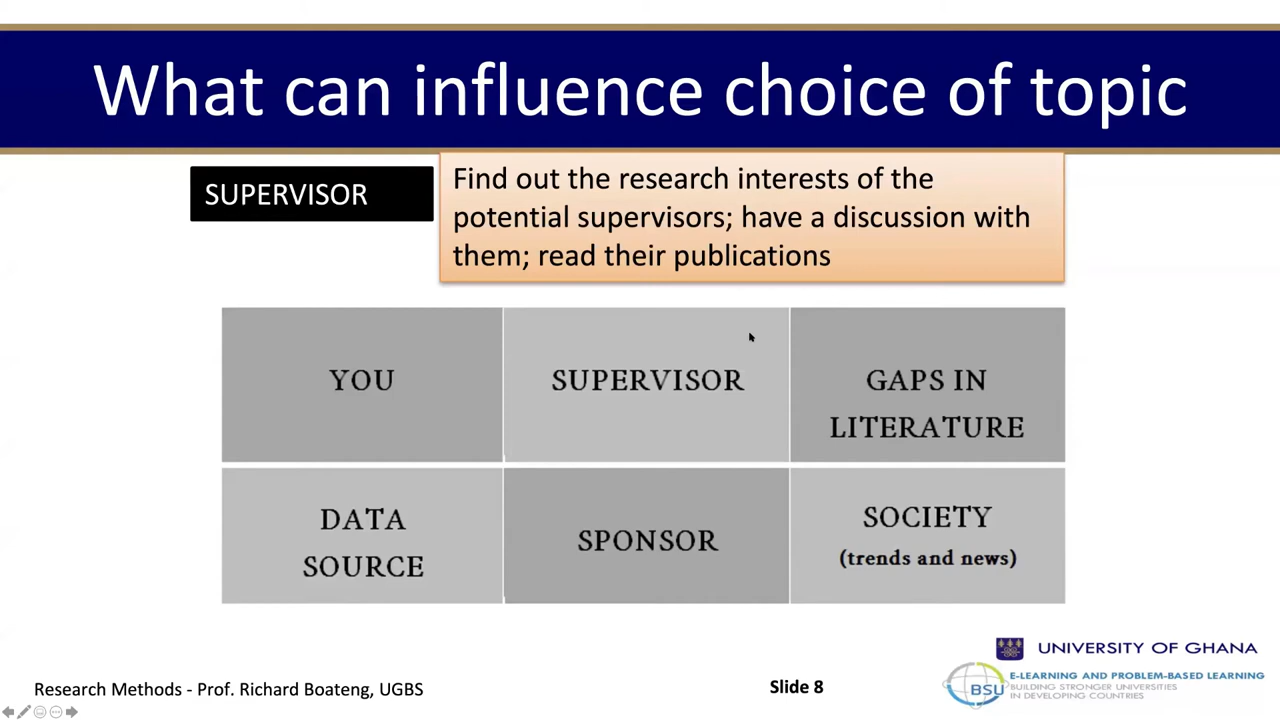 What can influence choice of topic
SUPERVISOR
Find out the research interests of the
potential supervisors; have a discussion with
them; read their publications
YOU
SUPERVISOR
GAPS IN
LITERATURE
DATA
SOURCE
SPONSOR
SOCIETY
(trends and news)
UNIVERSITY OF GHANA
Research Methods - Prof. Richard Boateng, UGBS
Slide 8
BSU
E-LEARNING AND PROBLEM-BASED LEARNING
BUILDING STRONGER UNIVERSITIES
IN DEVELOPING COUNTRIES